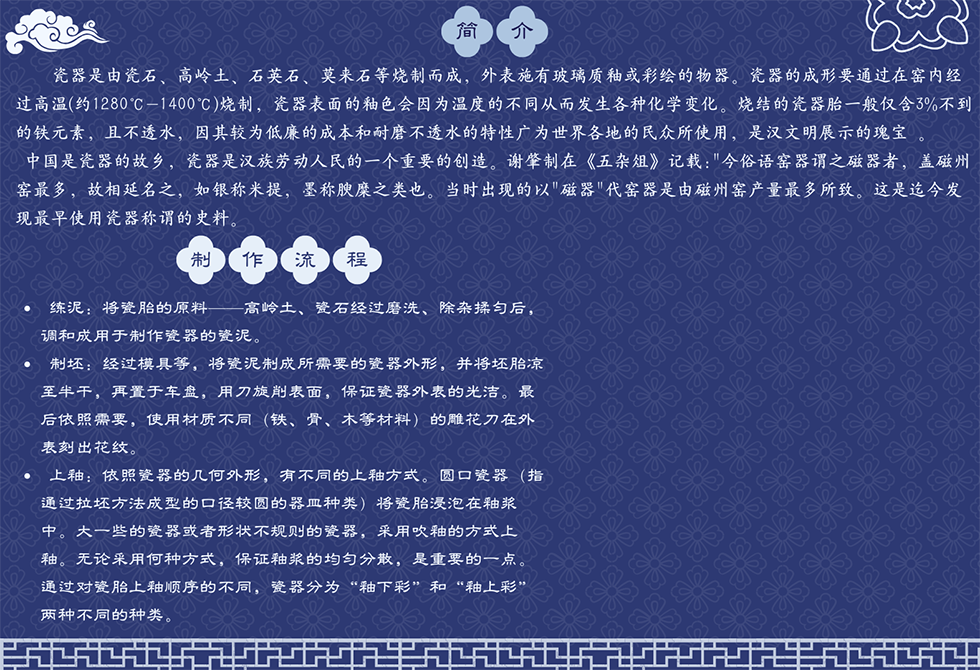 简介
瓷器是由瓷石、高岭土、石英石、莫来石等烧制而成，外表施有玻璃质釉或彩绘的物器。瓷器的成形要通过在窑内经
过高温(约1280℃－1400℃)烧制，瓷器表面的釉色会因为温度的不同从而发生各种化学变化。烧结的瓷器胎一般仅含3%不到
的铁元素，且不透水，因其较为低廉的成本和耐磨不透水的特性广为世界各地的民众所使用，是汉文明展示的瑰宝 。
中国是瓷器的故乡，瓷器是汉族劳动人民的一个重要的创造。谢肇制在《五杂俎》记载："今俗语窑器谓之磁器者，盖磁州
窑最多，故相延名之，如银称米提，墨称腴糜之类也。当时出现的以"磁器"代窑器是由磁州窑产量最多所致。这是迄今发
现最早使用瓷器称谓的史料。
制作流程
• 练泥：将瓷胎的原料——高岭土、瓷石经过磨洗、除杂揉匀后，
调和成用于制作瓷器的瓷泥。
• 制坯：经过模具等，将瓷泥制成所需要的瓷器外形，并将坯胎凉
至半干，再置于车盘，用刀旋削表面，保证瓷器外表的光洁。最
后依照需要，使用材质不同（铁、骨、木等材料）的雕花刀在外
表刻出花纹。
• 上釉：依照瓷器的几何外形，有不同的上釉方式。圆口瓷器（指
通过拉坯方法成型的口径较圆的器皿种类）将瓷胎浸泡在釉浆
中。大一些的瓷器或者形状不规则的瓷器，采用吹釉的方式上
釉。无论采用何种方式，保证釉浆的均匀分散，是重要的一点。
通过对瓷胎上釉顺序的不同，瓷器分为“釉下彩”和“釉上彩”
两种不同的种类。